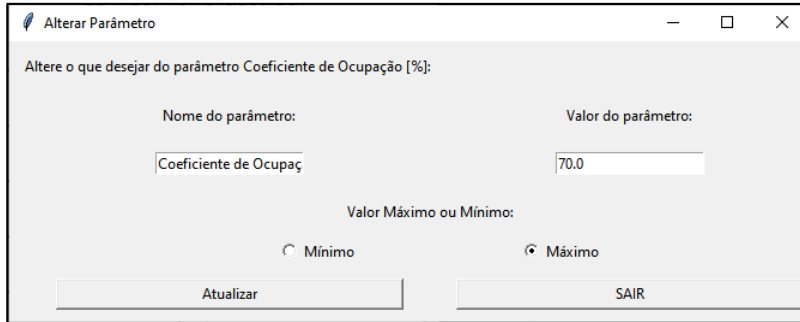 Alterar Parâmetro
Altere o que desejar do parâmetro Coeficiente de Ocupação [%]:
Nome do parâmetro: Valor do parâmetro:
Coeficiente de Ocupaç 70.0
Valor Máximo ou Mínimo:
Mínimo Máximo
Atualizar SAIR